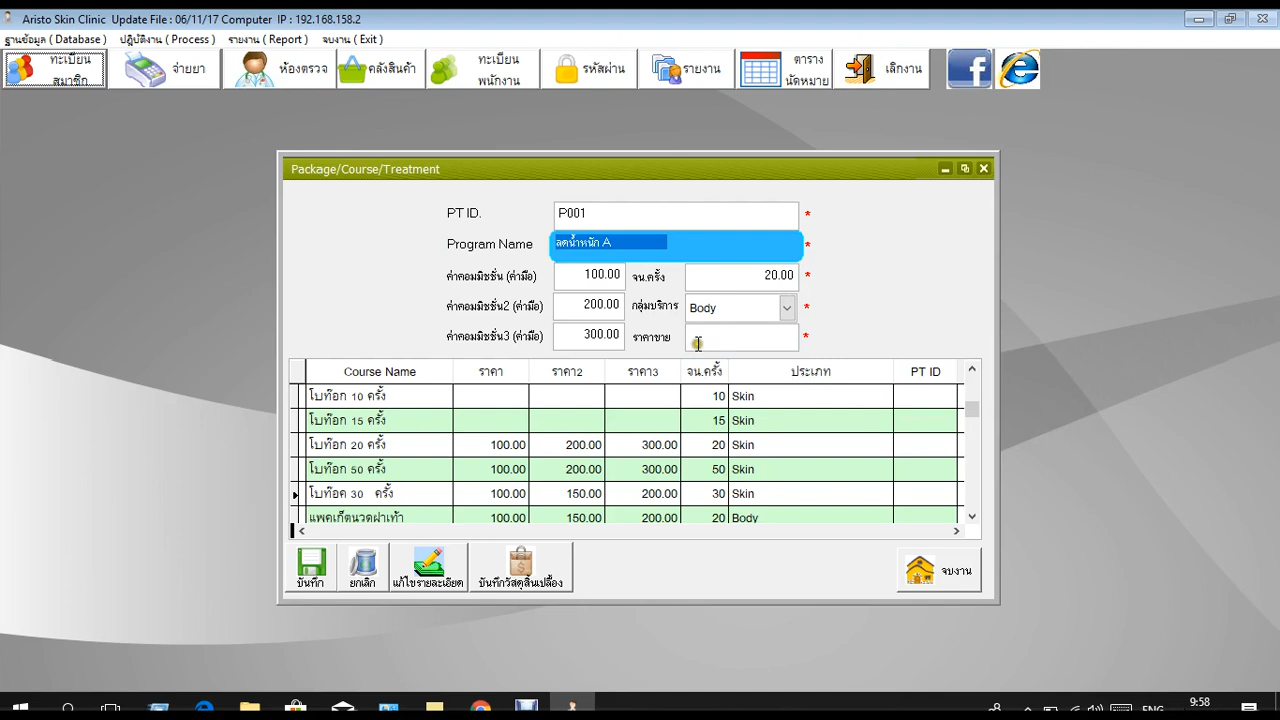 Aristo Skin Clinic Update File : 06/11/17 Computer IP : 192.168.158.2
ฐานข้อมูล ( Database ) ปฏิบัติงาน ( Process ) รายงาน ( Report ) จบงาน ( Exit )
ทะเบียน สมาชิก
จ่ายยา
ห้องตรวจ
คลังสินค้า
ทะเบียน พนักงาน
รหัสผ่าน
รายงาน
ตาราง นัดหมาย
เลิกงาน
Package/Course/Treatment
PT ID. P001 *
Program Name ลดน้ำหนัก A *
ค่าคอมมิชชั่น (ค่ามือ) 100.00 จน.ครั้ง 20.00 *
ค่าคอมมิชชั่น2 (ค่ามือ) 200.00 กลุ่มบริการ Body *
ค่าคอมมิชชั่น3 (ค่ามือ) 300.00 ราคาขาย *
Course Name ราคา ราคา2 ราคา3 จน.ครั้ง ประเภท PT ID
โบท๊อก 10 ครั้ง 10 Skin
โบท๊อก 15 ครั้ง 15 Skin
โบท๊อก 20 ครั้ง 100.00 200.00 300.00 20 Skin
โบท๊อก 50 ครั้ง 100.00 200.00 300.00 50 Skin
โบท๊อค 30 ครั้ง 100.00 150.00 200.00 30 Skin
แพคเก็ตนวดฝ่าเท้า 100.00 150.00 200.00 20 Body
บันทึก ยกเลิก แก้ไขรายละเอียด บันทึกวัสดุสิ้นเปลือง จบงาน
ENG 9:58